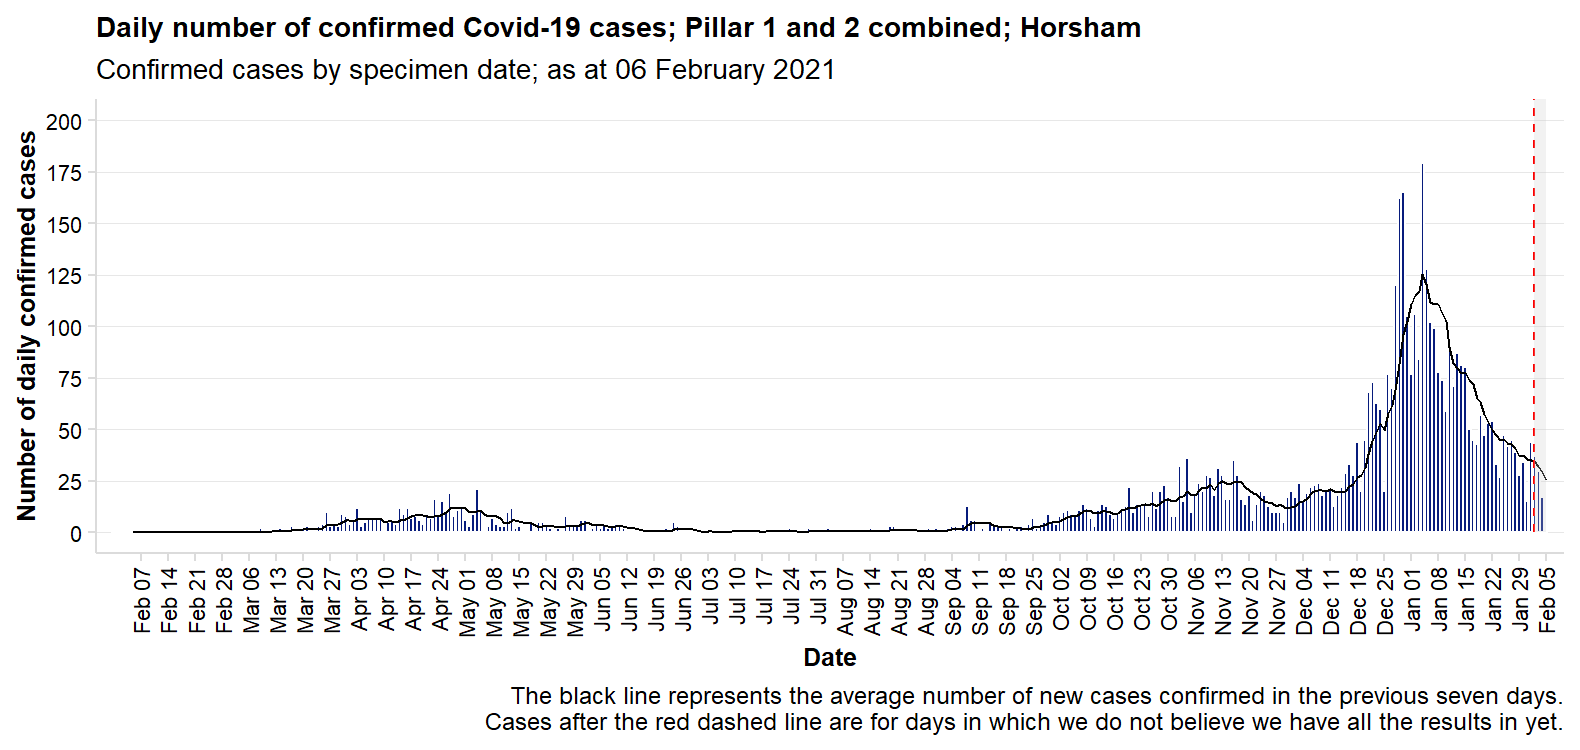 Daily number of confirmed Covid-19 cases; Pillar 1 and 2 combined; Horsham
Confirmed cases by specimen date; as at 06 February 2021
Number of daily confirmed cases
200
175
150
125
100
75
50
25
0
Feb 07
Feb 14
Feb 21
Feb 28
Mar 06
Mar 13
Mar 20
Mar 27
Apr 03
Apr 10
Apr 17
Apr 24
May 01
May 08
May 15
May 22
May 29
Jun 05
Jun 12
Jun 19
Jun 26
Jul 03
Jul 10
Jul 17
Jul 24
Jul 31
Aug 07
Aug 14
Aug 21
Aug 28
Sep 04
Sep 11
Sep 18
Sep 25
Oct 02
Oct 09
Oct 16
Oct 23
Oct 30
Nov 06
Nov 13
Nov 20
Nov 27
Dec 04
Dec 11
Dec 18
Dec 25
Jan 01
Jan 08
Jan 15
Jan 22
Jan 29
Feb 05
Date
The black line represents the average number of new cases confirmed in the previous seven days.
Cases after the red dashed line are for days in which we do not believe we have all the results in yet.